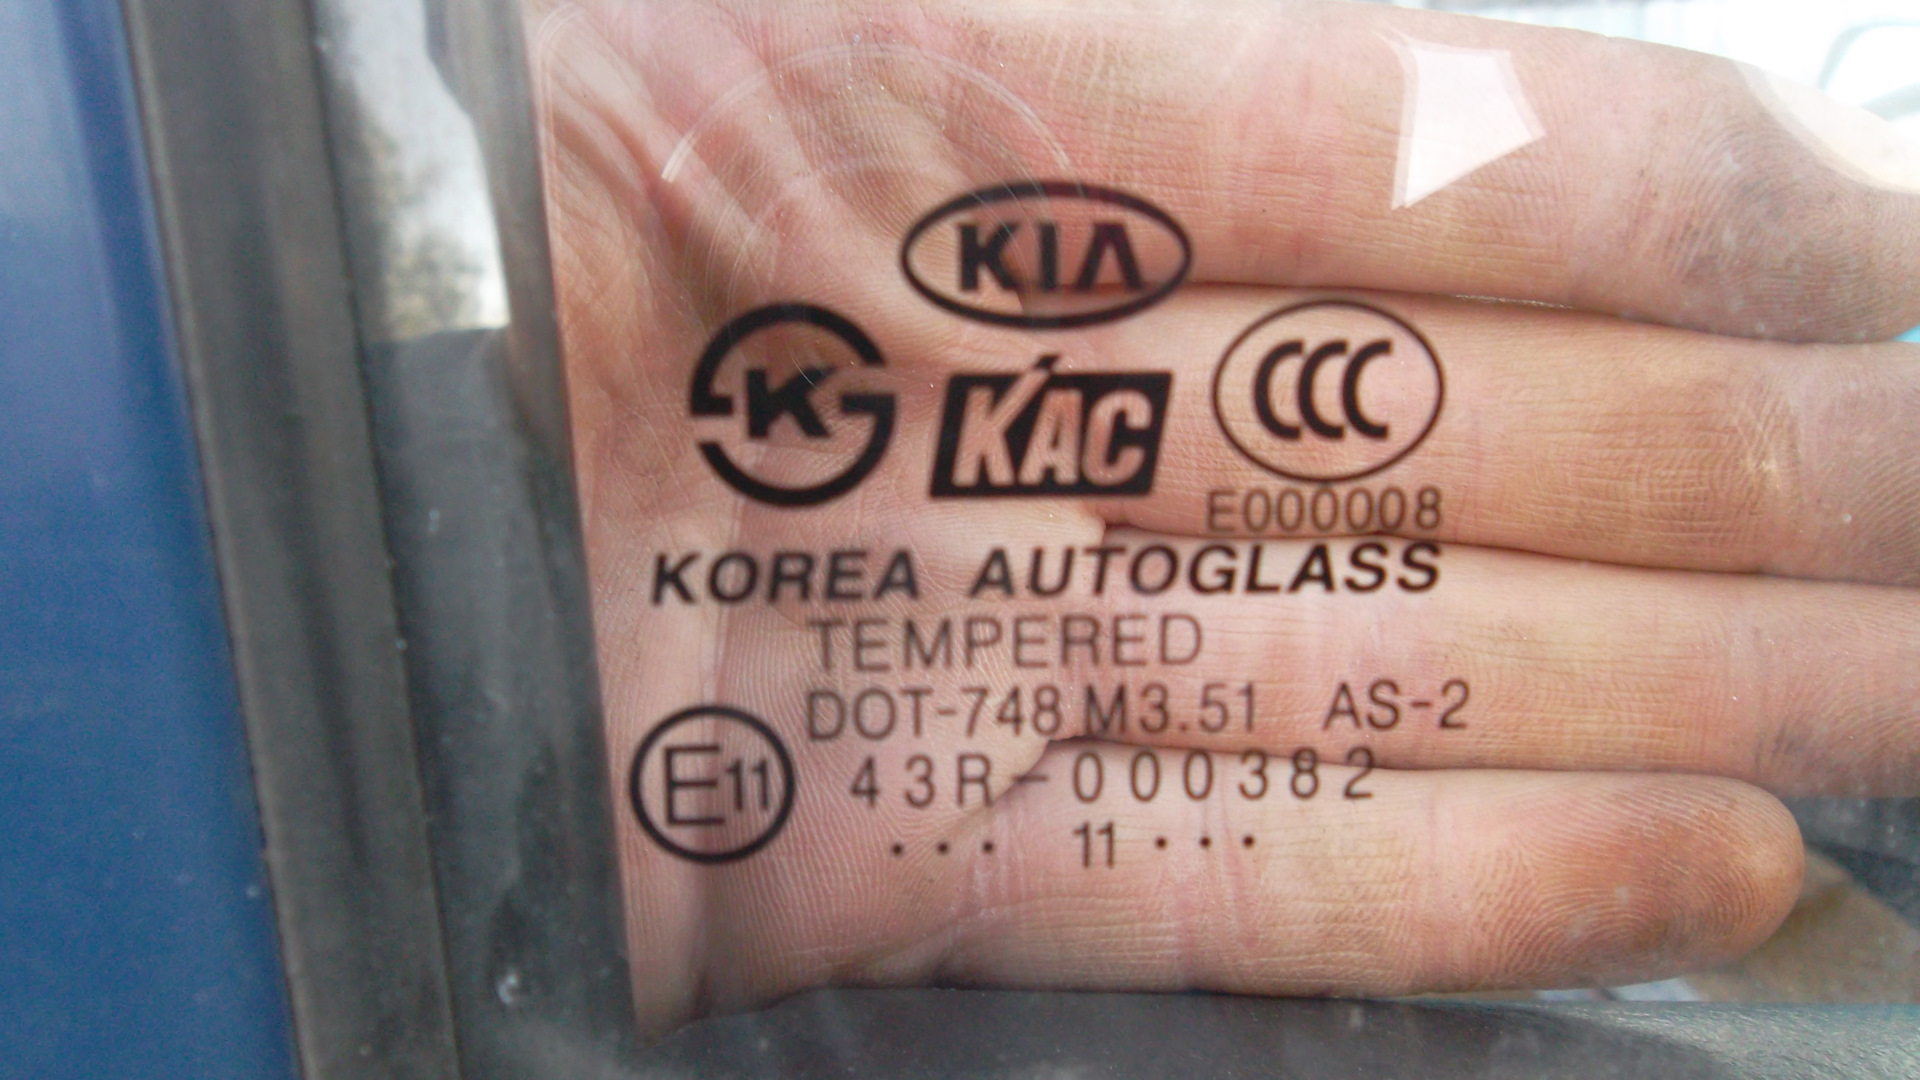 KIA
K KAC CCC
E000008
KOREA AUTOGLASS
TEMPERED
DOT-748 M3.51 AS-2
E11 43R-000382
... 11 ...